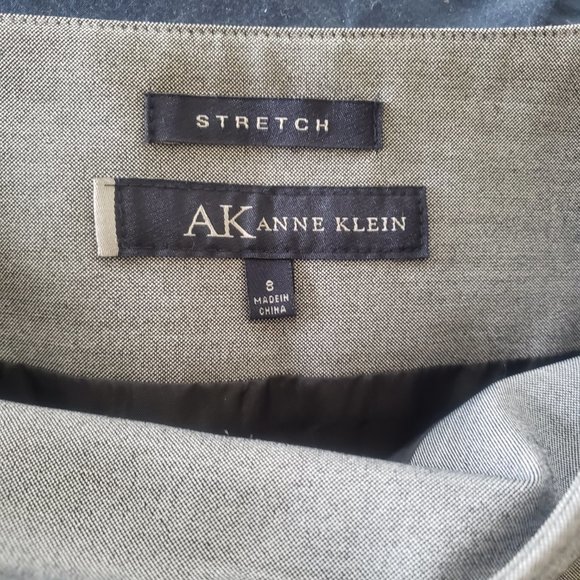 STRETCH
AK ANNE KLEIN
8
MADE IN
CHINA